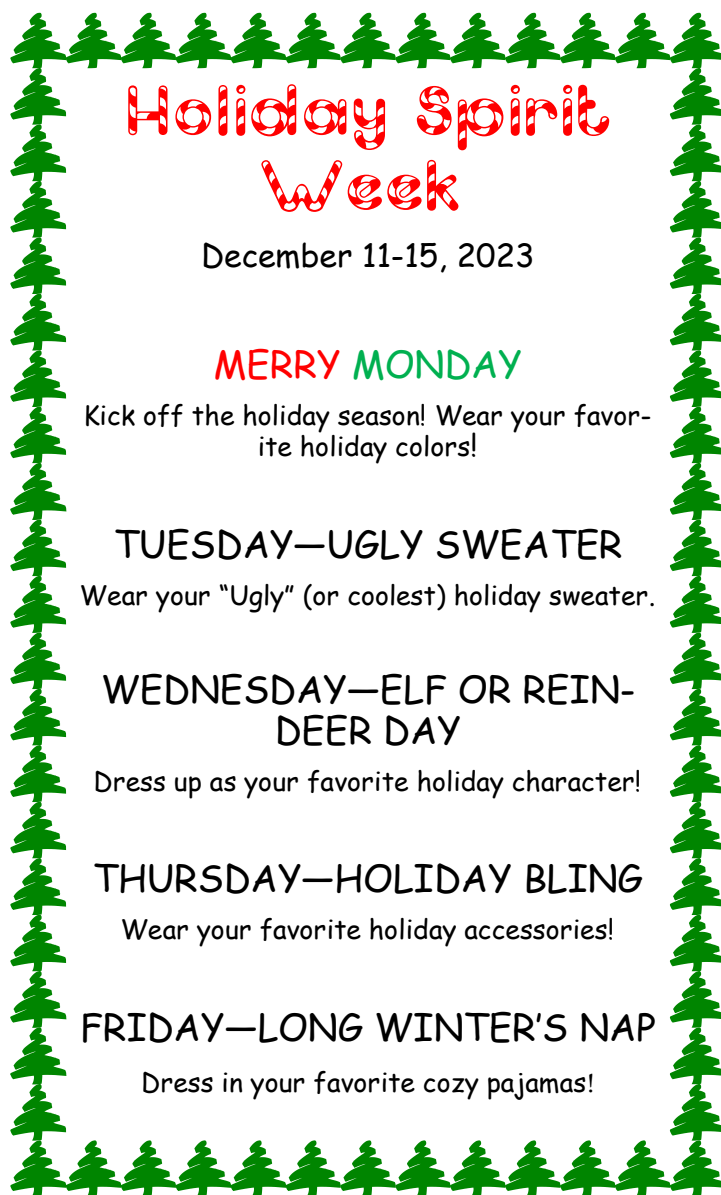 Holiday Spirit
Week
December 11-15, 2023
MERRY MONDAY
Kick off the holiday season! Wear your favor-
ite holiday colors!
TUESDAY—UGLY SWEATER
Wear your “Ugly” (or coolest) holiday sweater.
WEDNESDAY—ELF OR REIN-
DEER DAY
Dress up as your favorite holiday character!
THURSDAY—HOLIDAY BLING
Wear your favorite holiday accessories!
FRIDAY—LONG WINTER’S NAP
Dress in your favorite cozy pajamas!